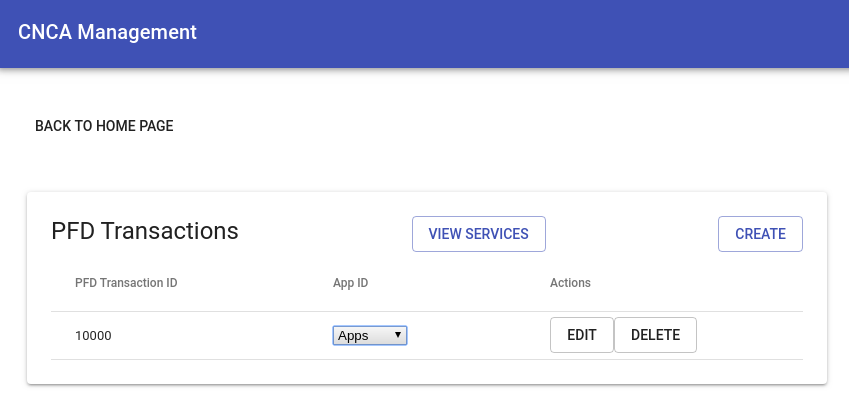 CNCA Management
BACK TO HOME PAGE
PFD Transactions VIEW SERVICES CREATE
PFD Transaction ID App ID Actions
10000 Apps EDIT DELETE